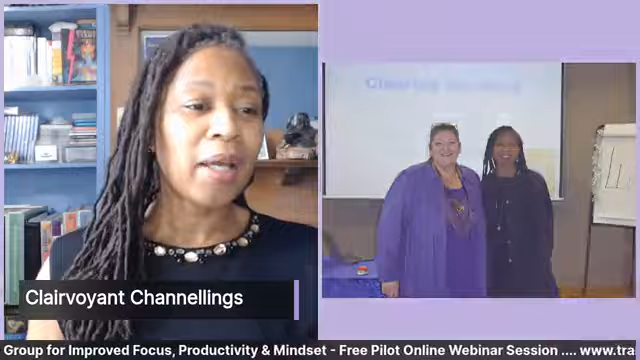 Clairvoyant Channellings
Group for Improved Focus, Productivity & Mindset - Free Pilot Online Webinar Session .... www.tra